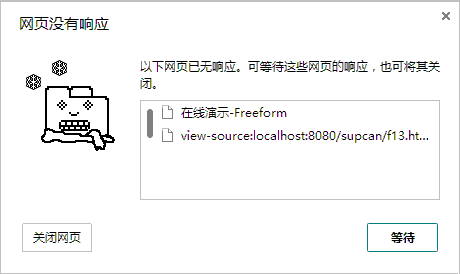 网页没有响应
以下网页已无响应。可等待这些网页的响应，也可将其关
闭。
在线演示-Freeform
view-source:localhost:8080/supcan/f13.ht...
关闭网页
等待